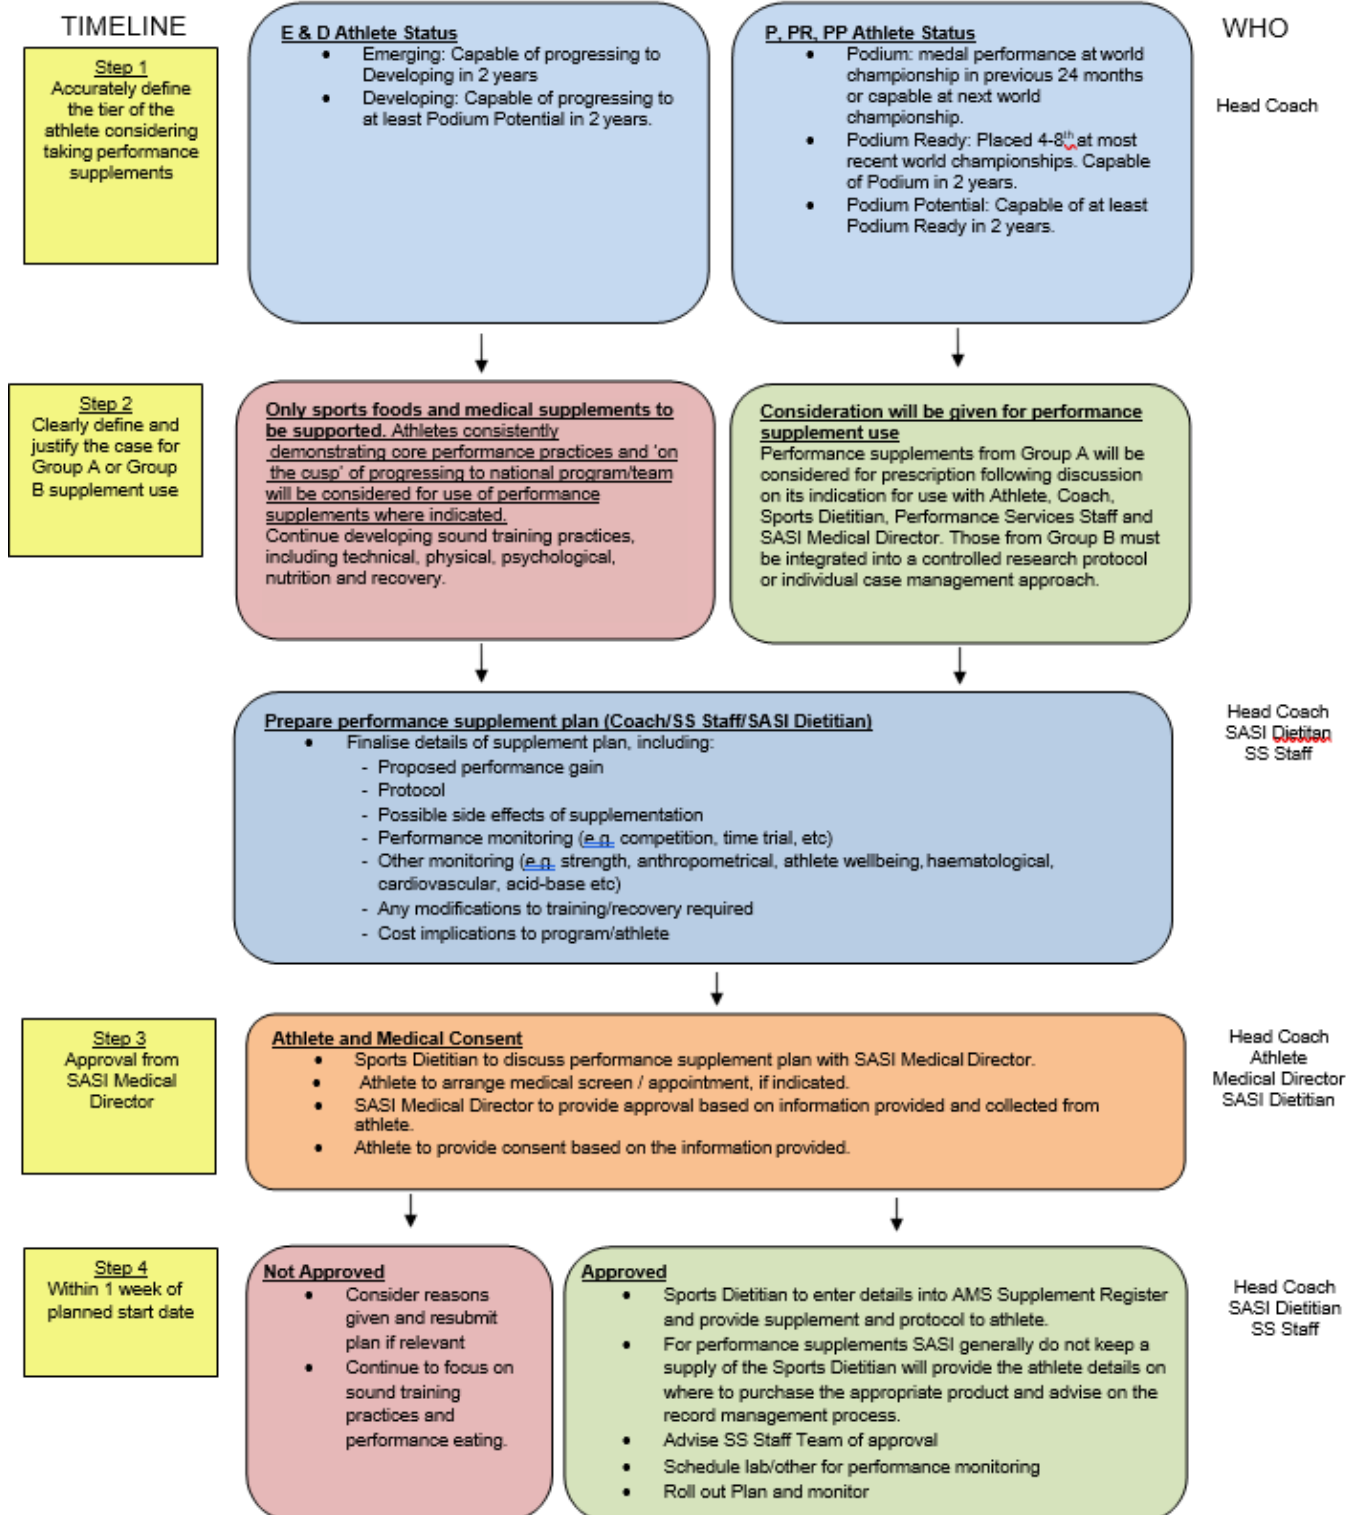 TIMELINE
WHO
Step 1
Accurately define
the tier of the
athlete considering
taking performance
supplements
E & D Athlete Status
• Emerging: Capable of progressing to
Developing in 2 years
• Developing: Capable of progressing to
at least Podium Potential in 2 years.
P, PR, PP Athlete Status
• Podium: medal performance at world
championship in previous 24 months
or capable at next world
championship.
• Podium Ready: Placed 4-8th at most
recent world championships. Capable
of Podium in 2 years.
• Podium Potential: Capable of at least
Podium Ready in 2 years.
Head Coach
Step 2
Clearly define and
justify the case for
Group A or Group
B supplement use
Only sports foods and medical supplements to
be supported. Athletes consistently
demonstrating core performance practices and 'on
the cusp' of progressing to national program/team
will be considered for use of performance
supplements where indicated.
Continue developing sound training practices,
including technical, physical, psychological,
nutrition and recovery.
Consideration will be given for performance
supplement use
Performance supplements from Group A will be
considered for prescription following discussion
on its indication for use with Athlete, Coach,
Sports Dietitian, Performance Services Staff and
SASI Medical Director. Those from Group B must
be integrated into a controlled research protocol
or individual case management approach.
Prepare performance supplement plan (Coach/SS Staff/SASI Dietitian)
• Finalise details of supplement plan, including:
- Proposed performance gain
- Protocol
- Possible side effects of supplementation
- Performance monitoring (e.g. competition, time trial, etc)
- Other monitoring (e.g. strength, anthropometrical, athlete wellbeing, haematological,
cardiovascular, acid-base etc)
- Any modifications to training/recovery required
- Cost implications to program/athlete
Head Coach
SASI Dietitan
SS Staff
Step 3
Approval from
SASI Medical
Director
Athlete and Medical Consent
• Sports Dietitian to discuss performance supplement plan with SASI Medical Director.
• Athlete to arrange medical screen / appointment, if indicated.
• SASI Medical Director to provide approval based on information provided and collected from
athlete.
• Athlete to provide consent based on the information provided.
Head Coach
Athlete
Medical Director
SASI Dietitian
Step 4
Within 1 week of
planned start date
Not Approved
• Consider reasons
given and resubmit
plan if relevant
• Continue to focus on
sound training
practices and
performance eating.
Approved
• Sports Dietitian to enter details into AMS Supplement Register
and provide supplement and protocol to athlete.
• For performance supplements SASI generally do not keep a
supply of the Sports Dietitian will provide the athlete details on
where to purchase the appropriate product and advise on the
record management process.
• Advise SS Staff Team of approval
• Schedule lab/other for performance monitoring
• Roll out Plan and monitor
Head Coach
SASI Dietitian
SS Staff